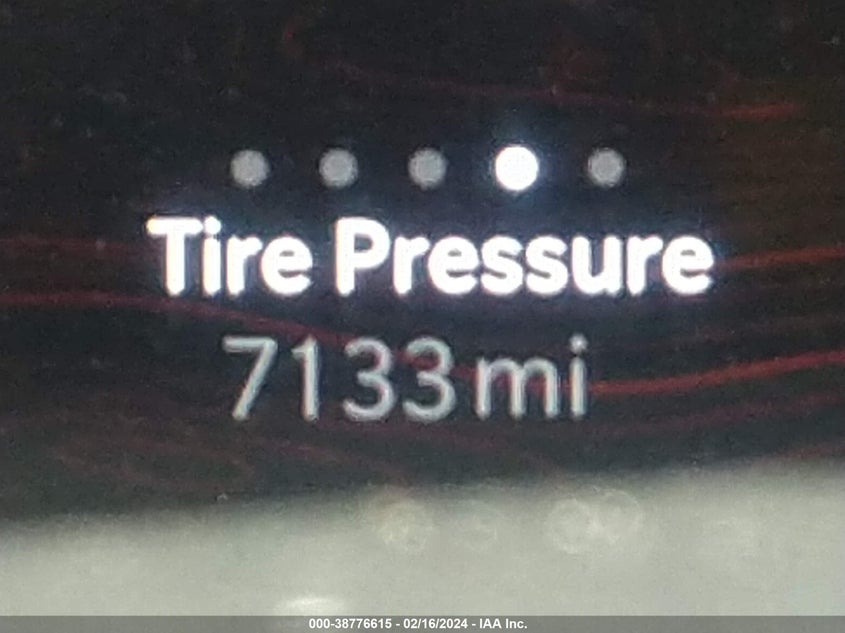 Tire Pressure
7133 mi
000-38776615 - 02/16/2024 - IAA Inc.